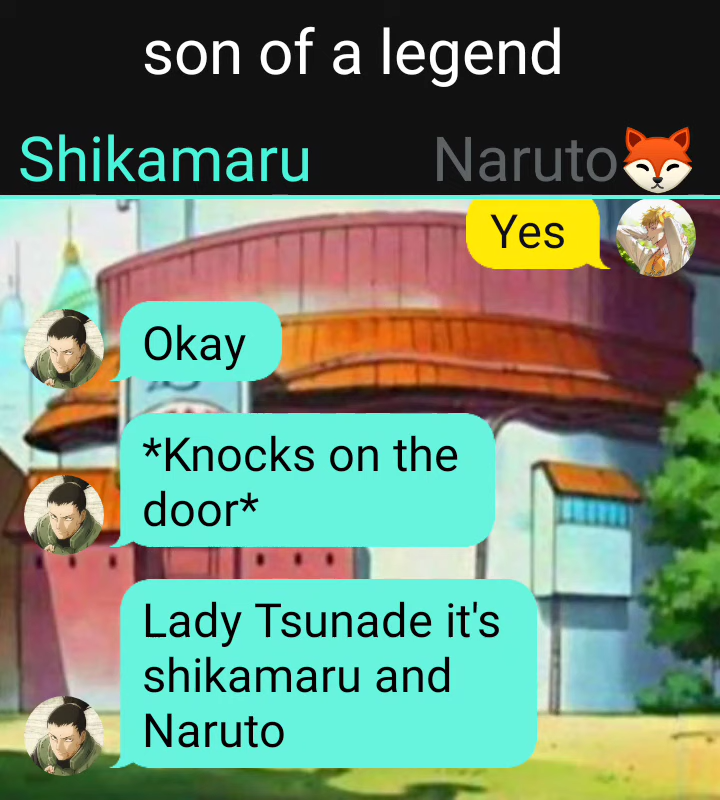 son of a legend
Shikamaru Naruto🦊
Yes
Okay
*Knocks on the
door*
Lady Tsunade it's
shikamaru and
Naruto